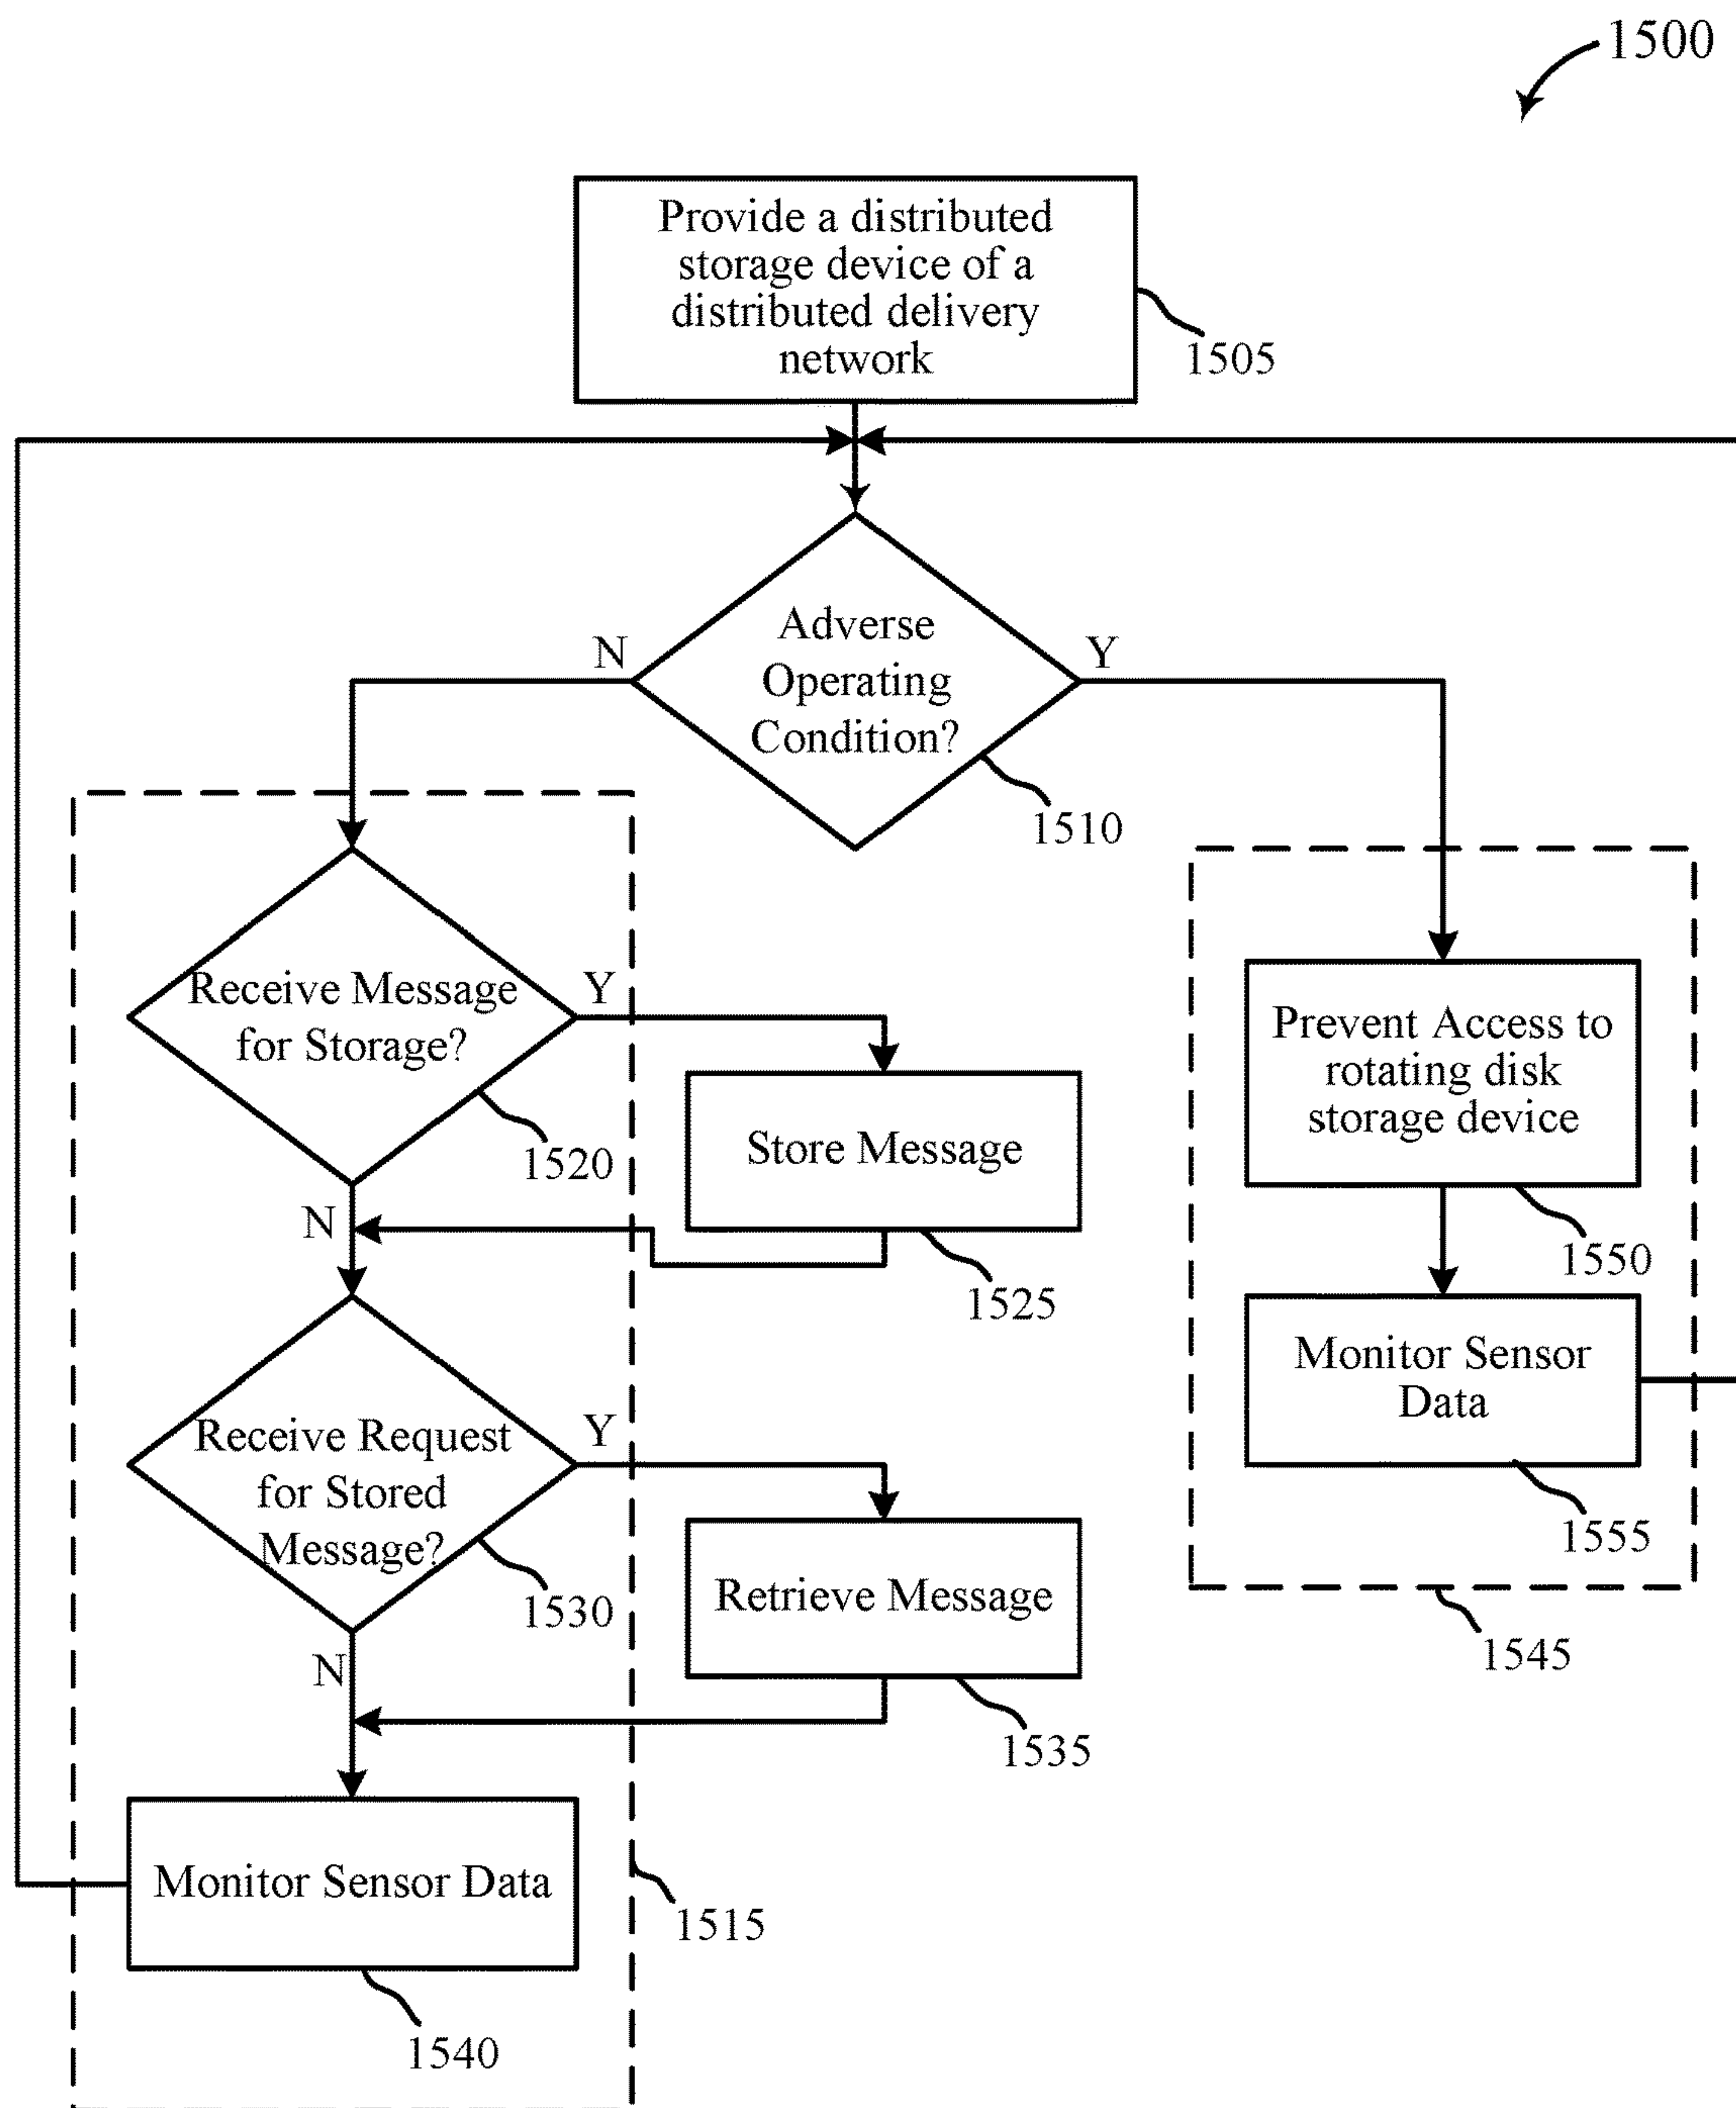 1500
Provide a distributed
storage device of a
distributed delivery
network
1505
Adverse
Operating
Condition?
N
Y
1510
Receive Message
for Storage?
Y
1520
N
Store Message
1525
Prevent Access to
rotating disk
storage device
1550
Monitor Sensor
Data
1555
1545
Receive Request
for Stored
Message?
Y
1530
N
Retrieve Message
1535
Monitor Sensor Data
1515
1540